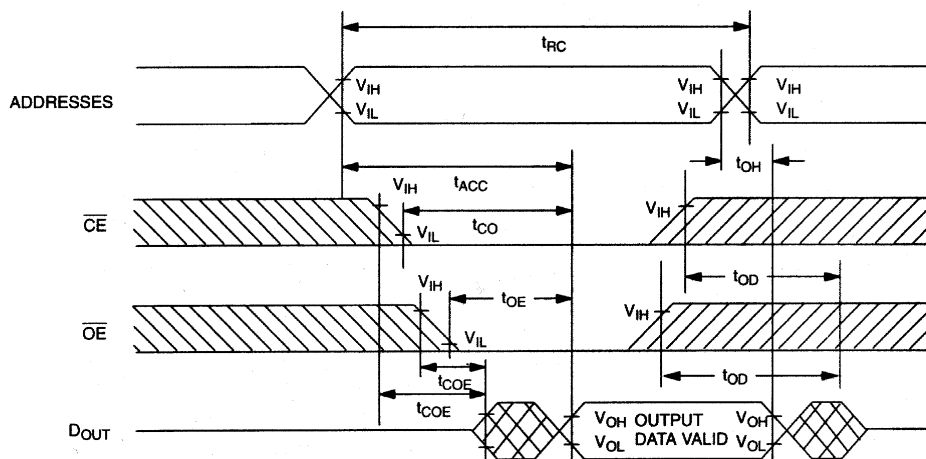 tRC
ADDRESSES
VIH VIH VIH
VIL VIL VIL
tOH
tACC
CE VIH VIH
tCO
VIL
tOD
VIH VIH
OE tOE
VIL
tCOE tOD
tCOE
DOUT VOH OUTPUT VOH
VOL DATA VALID VOL